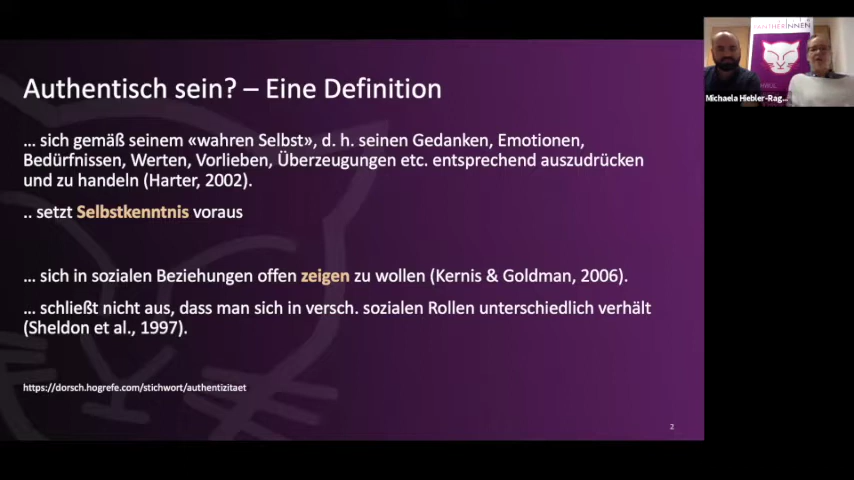 Authentisch sein? – Eine Definition
... sich gemäß seinem «wahren Selbst», d. h. seinen Gedanken, Emotionen,
Bedürfnissen, Werten, Vorlieben, Überzeugungen etc. entsprechend auszudrücken
und zu handeln (Harter, 2002).
.. setzt Selbstkenntnis voraus
... sich in sozialen Beziehungen offen zeigen zu wollen (Kernis & Goldman, 2006).
... schließt nicht aus, dass man sich in versch. sozialen Rollen unterschiedlich verhält
(Sheldon et al., 1997).
https://dorsch.hogrefe.com/stichwort/authentizitaet
2
PANTHERINNEN
Michaela Hiebler-Rag...